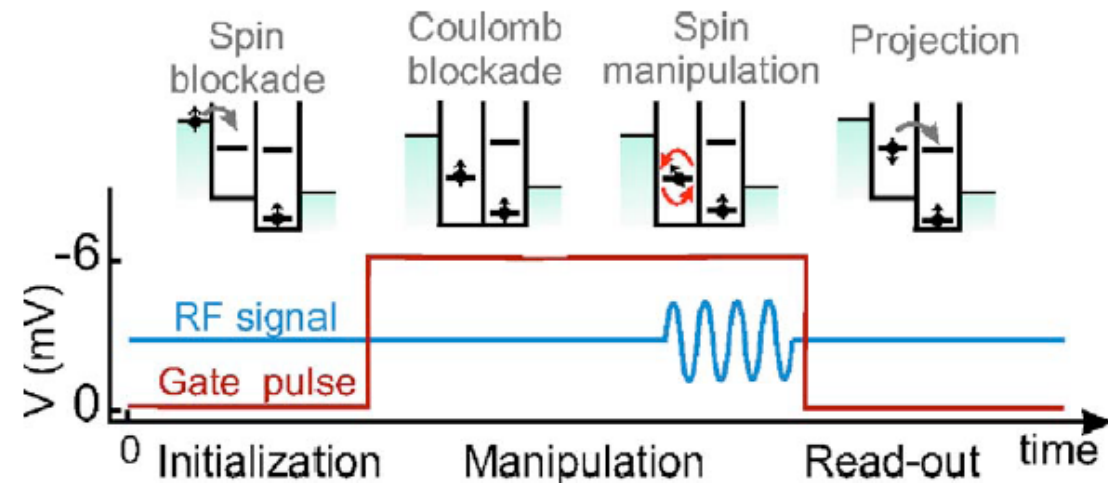 Spin
blockade
Coulomb
blockade
Spin
manipulation
Projection
-6
V (mV)
RF signal
Gate pulse
0
0
Initialization
Manipulation
Read-out
time